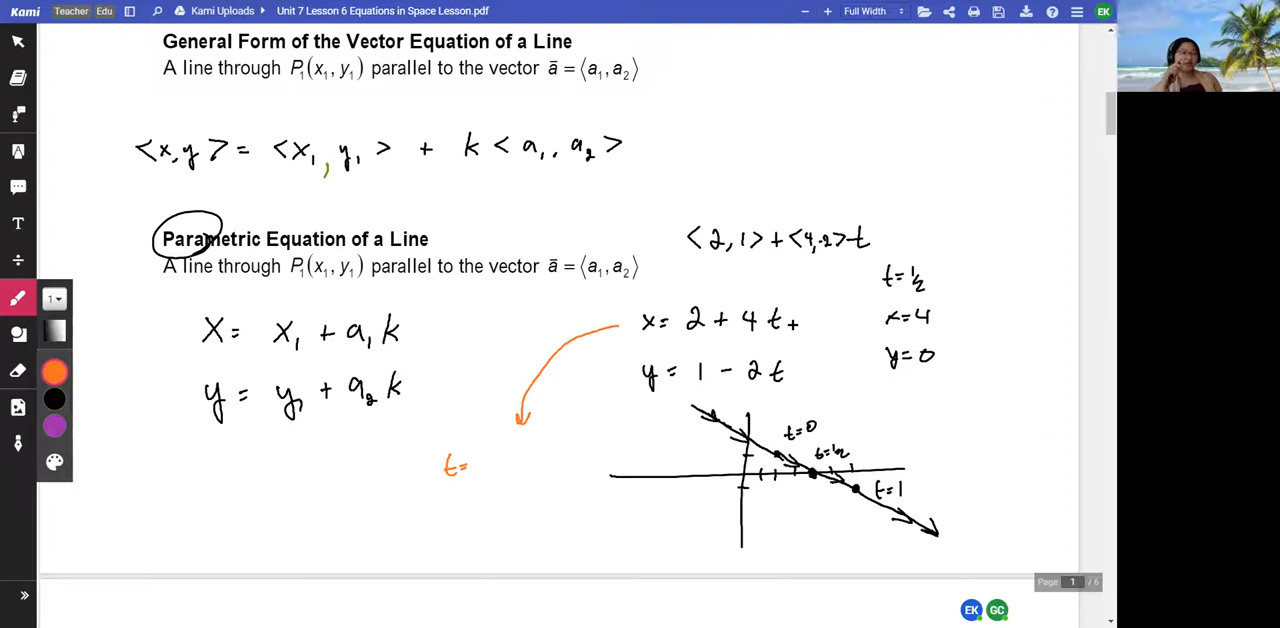 Kami Teacher Edu Kami Uploads Unit 7 Lesson 6 Equations in Space Lesson.pdf Full Width EK
General Form of the Vector Equation of a Line
A line through P₁(x₁, y₁) parallel to the vector ā = ⟨a₁, a₂⟩
<x, y> = <x₁, y₁> + k <a₁, a₂>
Parametric Equation of a Line
<2, 1> + <4, -2> t
A line through P₁(x₁, y₁) parallel to the vector ā = ⟨a₁, a₂⟩
t = ½
1
x = x₁ + a₁ k
x = 2 + 4t +
x = 4
y = 0
y = y₁ + a₂ k
y = 1 - 2t
t=0
t=½
t=
t=1
Page 1 / 6
EK GC